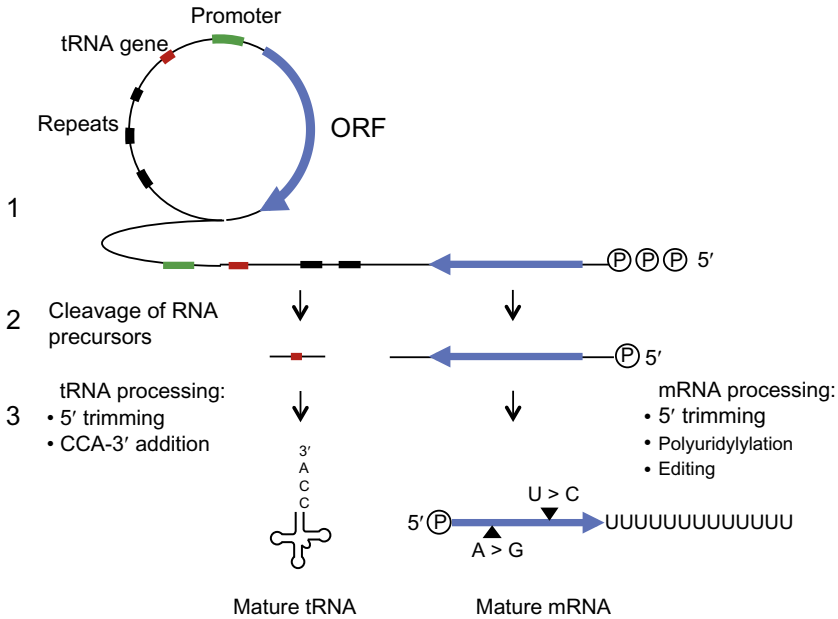 Promoter
tRNA gene
Repeats
ORF
1
P P P 5′
2
Cleavage of RNA
precursors
P 5′
3
tRNA processing:
• 5′ trimming
• CCA-3′ addition
mRNA processing:
• 5′ trimming
• Polyuridylylation
• Editing
3′
A
C
C
U > C
5′ P UUUUUUUUUUUUU
A > G
Mature tRNA
Mature mRNA